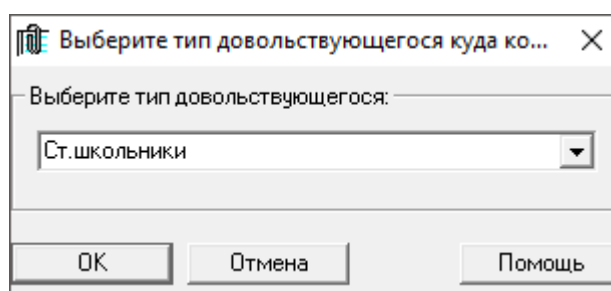 Выберите тип довольствующегося куда ко...
Выберите тип довольствующегося:
Ст.школьники
OK Отмена Помощь